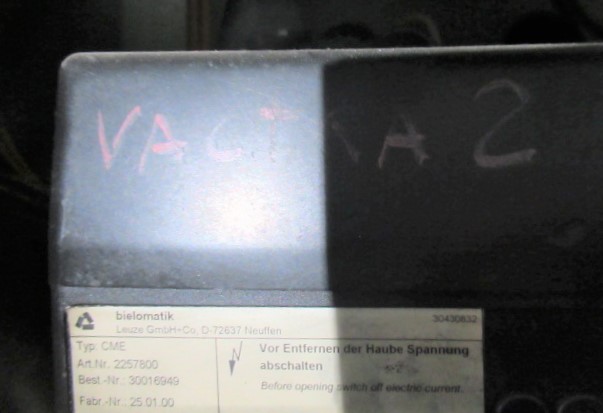 VACTRA 2
bielomatik
30430832
Leuze GmbH+Co, D-72637 Neuffen
Typ: CME
Art.Nr. 2257800
Best.-Nr.: 30016949
Fabr.-Nr.: 25.01.00
Vor Entfernen der Haube Spannung
abschalten
Before opening switch off electric current.